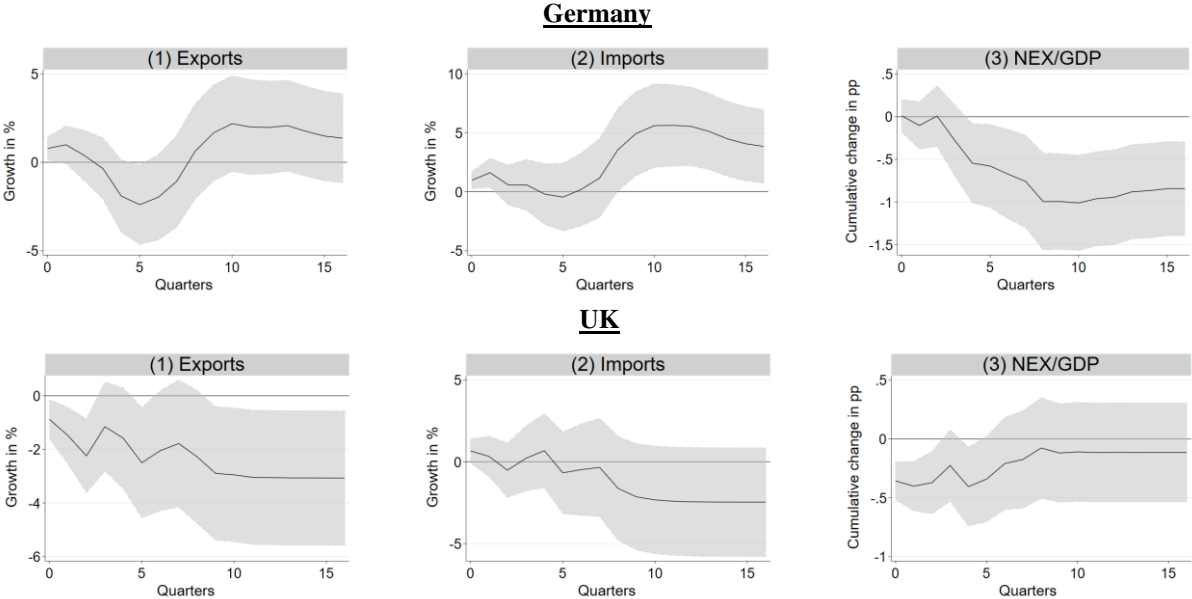 Germany
(1) Exports
5
0
-5
Growth in %
0
5
10
15
Quarters
(2) Imports
10
5
0
-5
Growth in %
0
5
10
15
Quarters
(3) NEX/GDP
.5
0
-.5
-1
-1.5
Cumulative change in pp
0
5
10
15
Quarters
UK
(1) Exports
0
-2
-4
-6
Growth in %
0
5
10
15
Quarters
(2) Imports
5
0
-5
Growth in %
0
5
10
15
Quarters
(3) NEX/GDP
.5
0
-.5
-1
Cumulative change in pp
0
5
10
15
Quarters